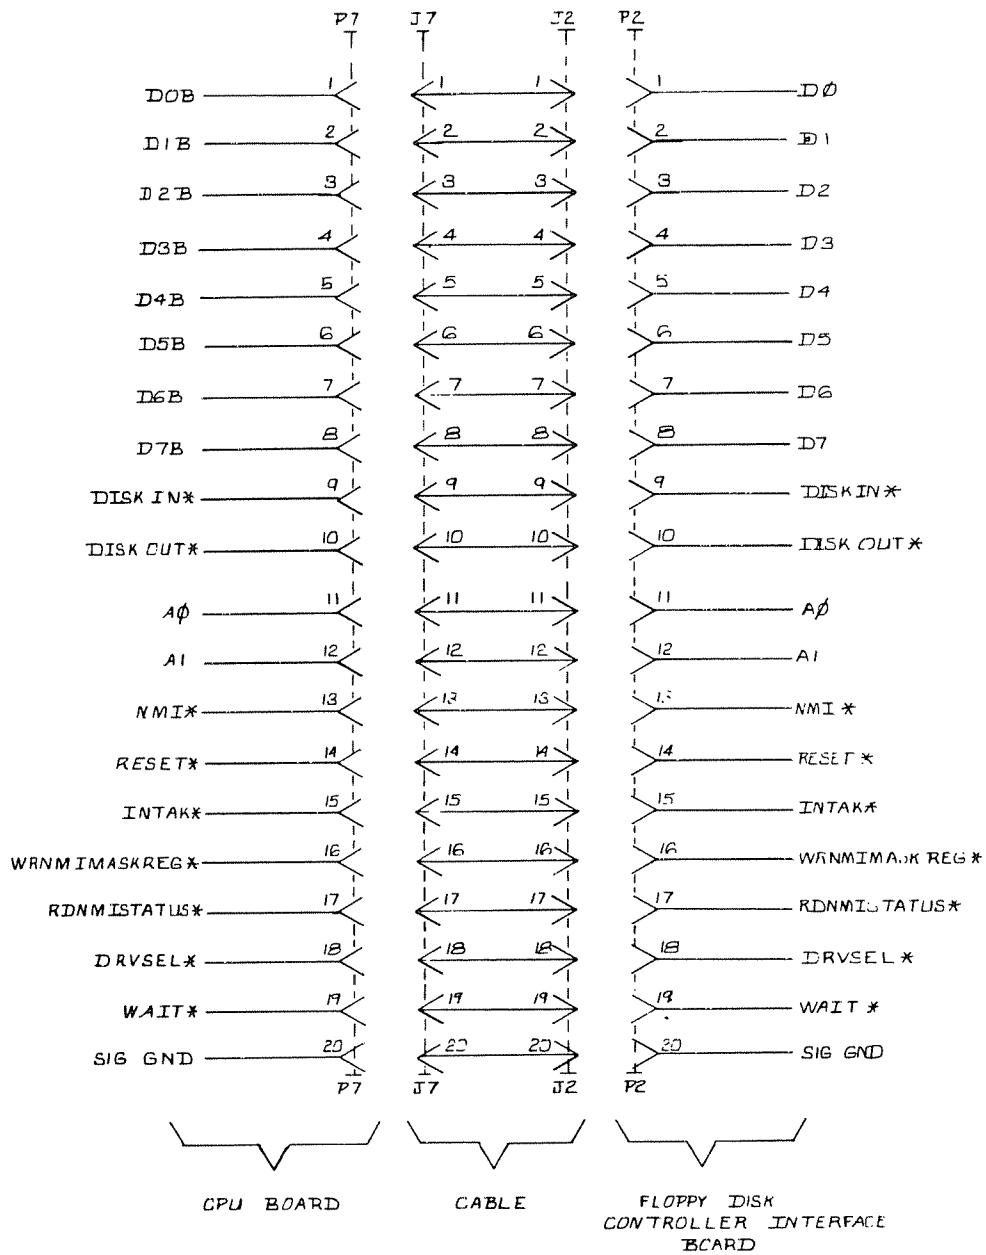 P7 J7 J2 P2
D0B 1 1 1 1 DØ
D1B 2 2 2 2 D1
D2B 3 3 3 3 D2
D3B 4 4 4 4 D3
D4B 5 5 5 5 D4
D5B 6 6 6 6 D5
D6B 7 7 7 7 D6
D7B 8 8 8 8 D7
DISK IN* 9 9 9 9 DISK IN*
DISK OUT* 10 10 10 10 DISK OUT*
AØ 11 11 11 11 AØ
A1 12 12 12 12 A1
NMI* 13 13 13 13 NMI*
RESET* 14 14 14 14 RESET*
INTAK* 15 15 15 15 INTAK*
WRNMIMASKREG* 16 16 16 16 WRNMIMASKREG*
RDNMISTATUS* 17 17 17 17 RDNMISTATUS*
DRVSEL* 18 18 18 18 DRVSEL*
WAIT* 19 19 19 19 WAIT*
SIG GND 20 20 20 20 SIG GND
P7 J7 J2 P2
CPU BOARD
CABLE
FLOPPY DISK
CONTROLLER INTERFACE
BOARD